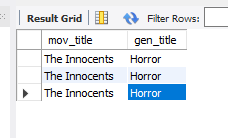 Result Grid Filter Rows:
mov_title gen_title
The Innocents Horror
The Innocents Horror
The Innocents Horror